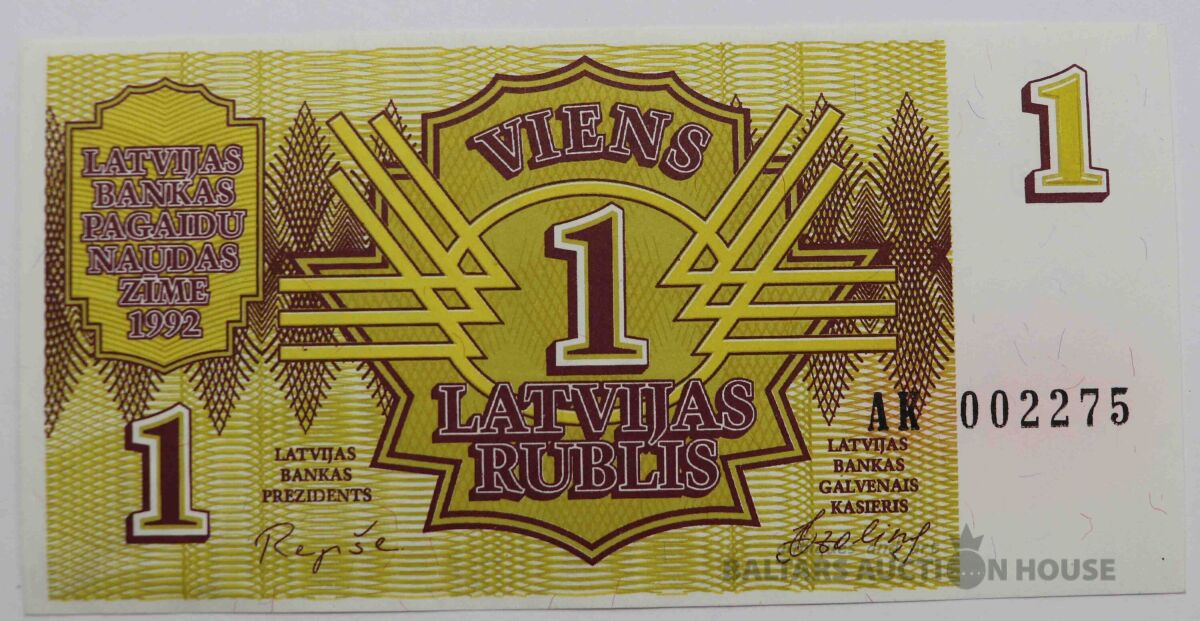 LATVIJAS
BANKAS
PAGAIDU
NAUDAS
ZĪME
1992
VIENS
1
LATVIJAS
RUBLIS
1
1
AK 002275
LATVIJAS
BANKAS
PREZIDENTS
Repše
LATVIJAS
BANKAS
GALVENAIS
KASIERIS
BALTARS AUCTION HOUSE